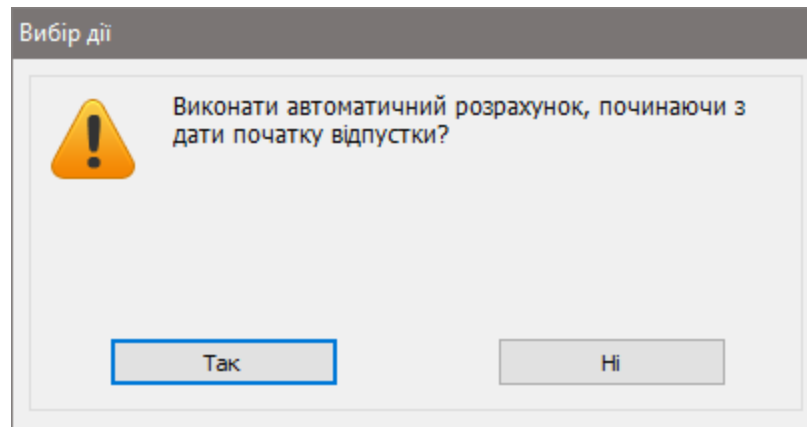 Вибір дії
Виконати автоматичний розрахунок, починаючи з
дати початку відпустки?
Так
Ні